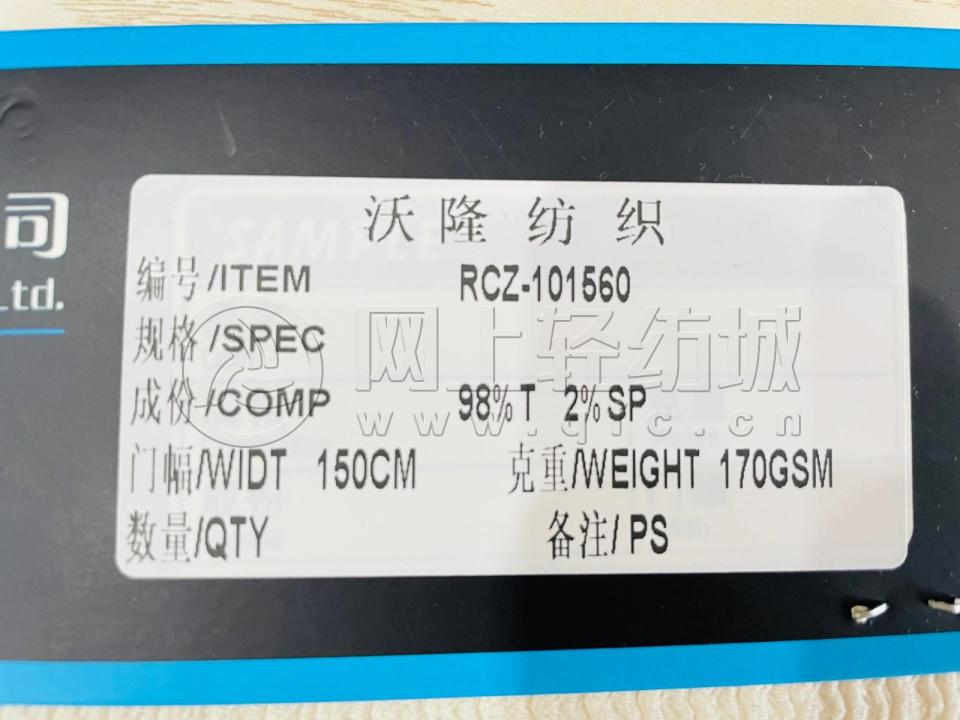 沃隆纺织
SAMPLE
司
Ltd.
编号/ITEM RCZ-101560
规格/SPEC
网上轻纺城
成份/COMP 98%T 2%SP
www.qfc.cn
门幅/WIDT 150CM 克重/WEIGHT 170GSM
数量/QTY 备注/PS